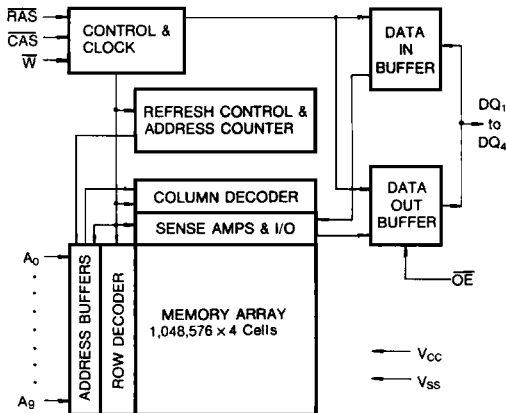 RAS
CAS
W
CONTROL &
CLOCK
DATA
IN
BUFFER
REFRESH CONTROL &
ADDRESS COUNTER
DQ1
to
DQ4
COLUMN DECODER
SENSE AMPS & I/O
DATA
OUT
BUFFER
OE
A0
A9
ADDRESS BUFFERS
ROW DECODER
MEMORY ARRAY
1,048,576 × 4 Cells
VCC
VSS